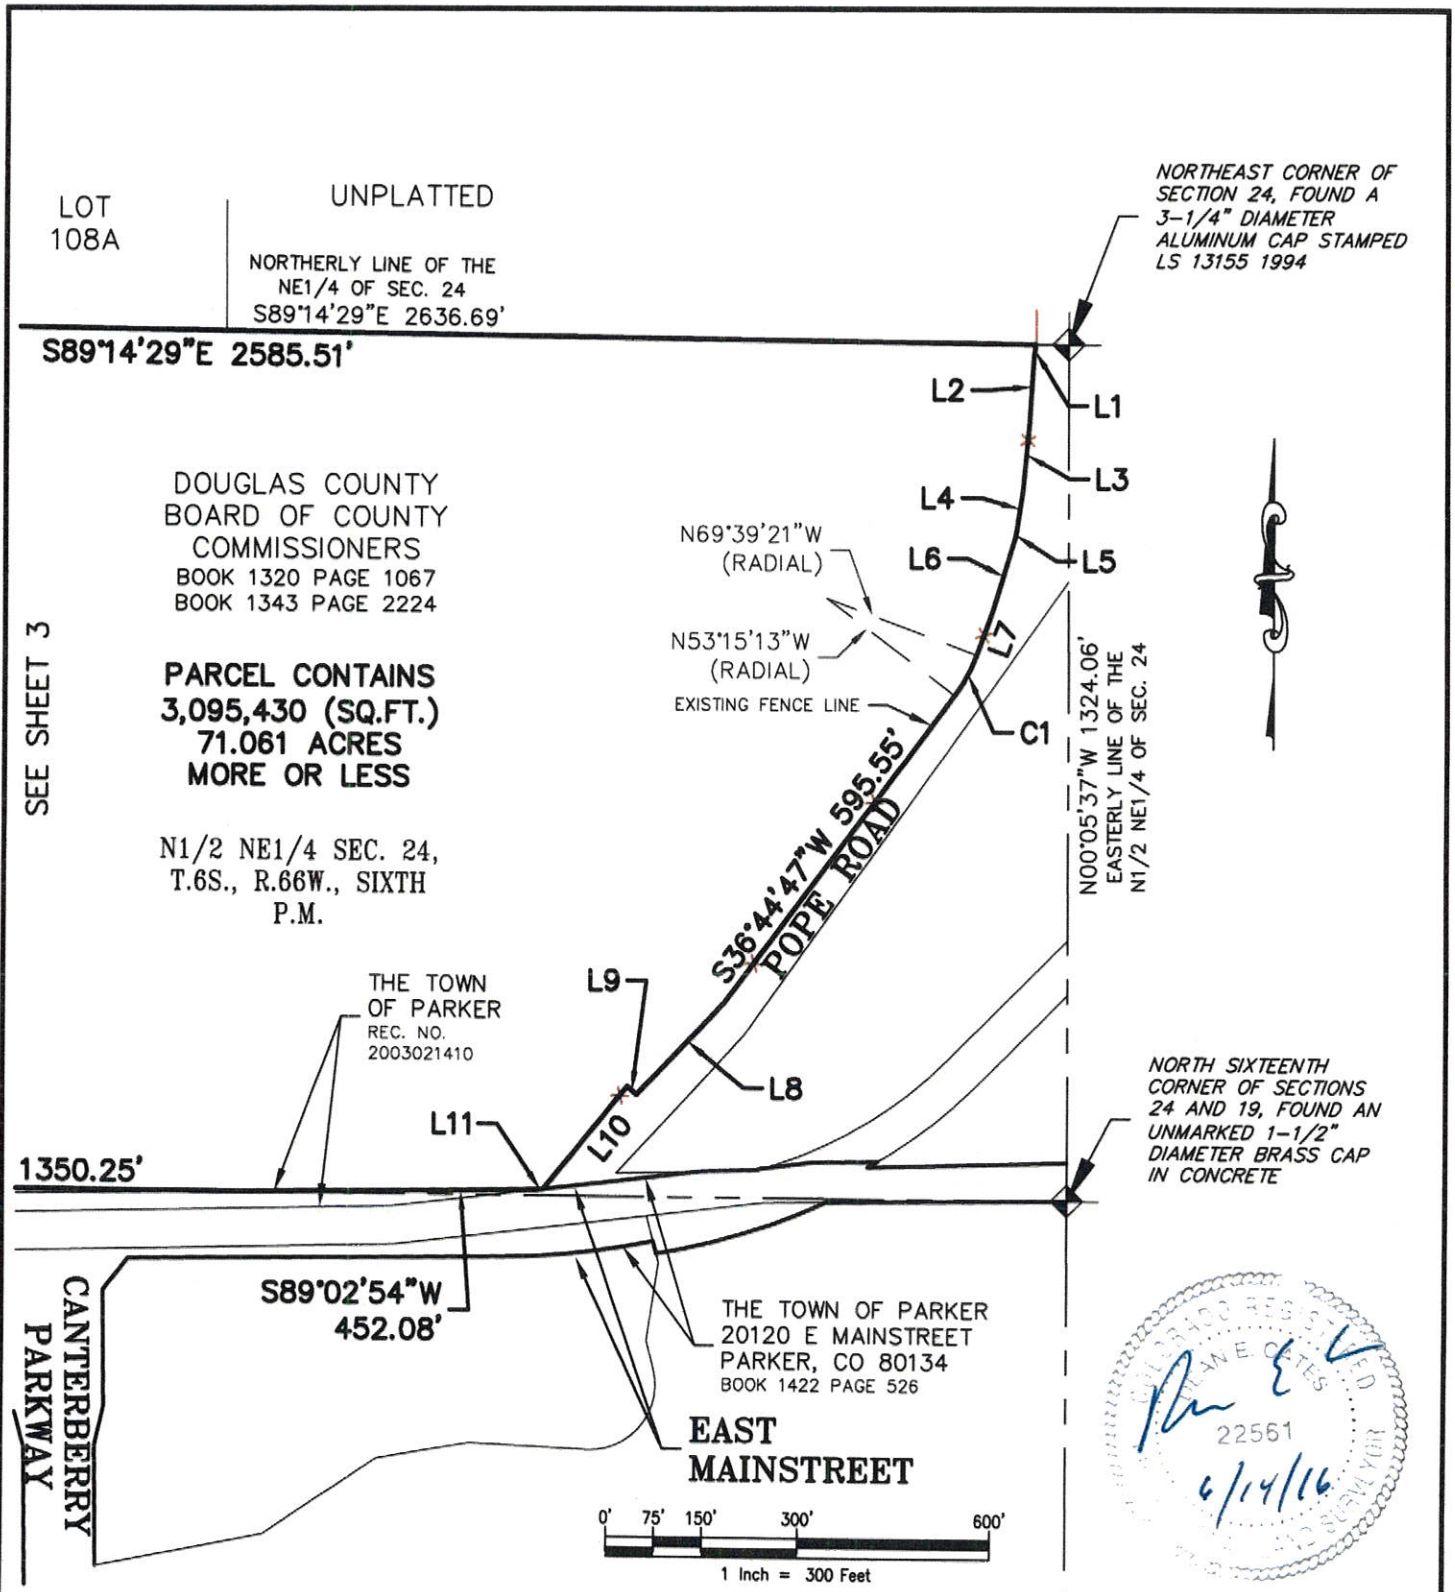 LOT
108A
UNPLATTED
NORTHERLY LINE OF THE
NE1/4 OF SEC. 24
S89°14'29"E 2636.69'
S89°14'29"E 2585.51'
NORTHEAST CORNER OF
SECTION 24, FOUND A
3-1/4" DIAMETER
ALUMINUM CAP STAMPED
LS 13155 1994
L2
L1
L3
L4
L5
L6
L7
DOUGLAS COUNTY
BOARD OF COUNTY
COMMISSIONERS
BOOK 1320 PAGE 1067
BOOK 1343 PAGE 2224
N69°39'21"W
(RADIAL)
N53°15'13"W
(RADIAL)
EXISTING FENCE LINE
C1
SEE SHEET 3
PARCEL CONTAINS
3,095,430 (SQ.FT.)
71.061 ACRES
MORE OR LESS
N00°05'37"W 1324.06'
EASTERLY LINE OF THE
N1/2 NE1/4 OF SEC. 24
S36°44'47"W 595.55'
POPE ROAD
N1/2 NE1/4 SEC. 24,
T.6S., R.66W., SIXTH
P.M.
THE TOWN
OF PARKER
REC. NO.
2003021410
L9
L8
L10
L11
1350.25'
NORTH SIXTEENTH
CORNER OF SECTIONS
24 AND 19, FOUND AN
UNMARKED 1-1/2"
DIAMETER BRASS CAP
IN CONCRETE
S89°02'54"W
452.08'
CANTERBERRY
PARKWAY
THE TOWN OF PARKER
20120 E MAINSTREET
PARKER, CO 80134
BOOK 1422 PAGE 526
EAST
MAINSTREET
0' 75' 150' 300' 600'
1 Inch = 300 Feet
COLORADO REGISTERED
22561
6/14/16